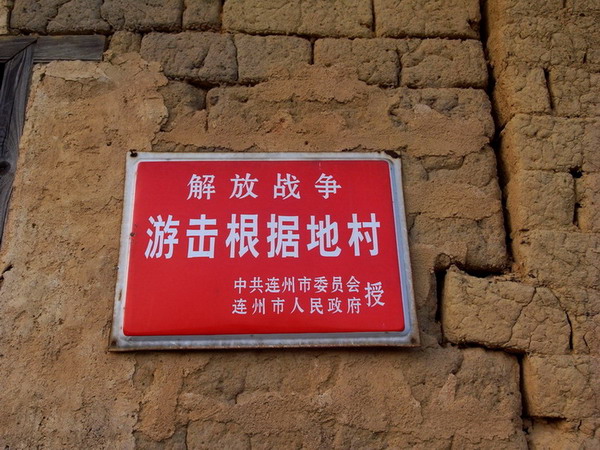 解放战争
游击根据地村
中共连州市委员会
连州市人民政府 授